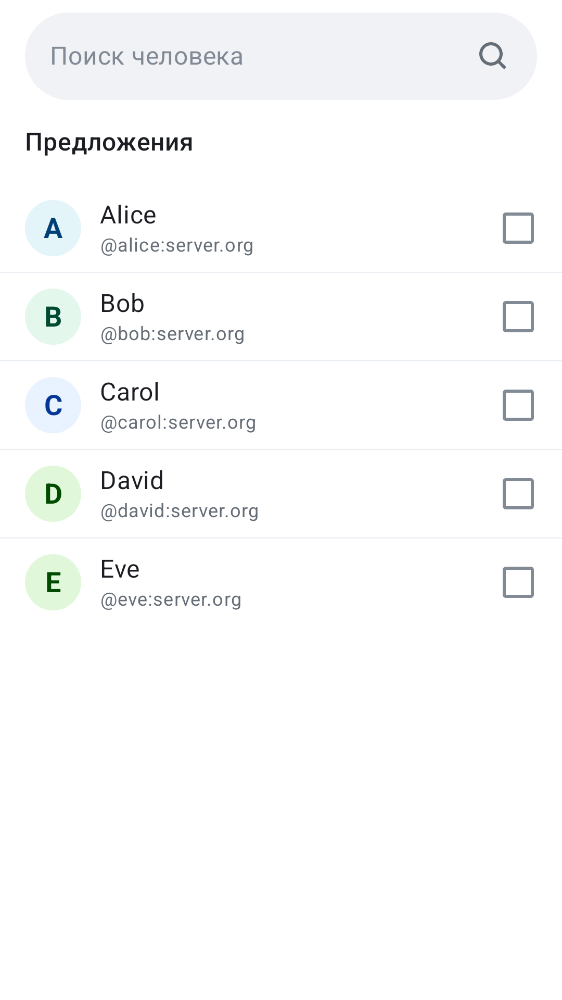 Поиск человека
Предложения
A
Alice
@alice:server.org
B
Bob
@bob:server.org
C
Carol
@carol:server.org
D
David
@david:server.org
E
Eve
@eve:server.org